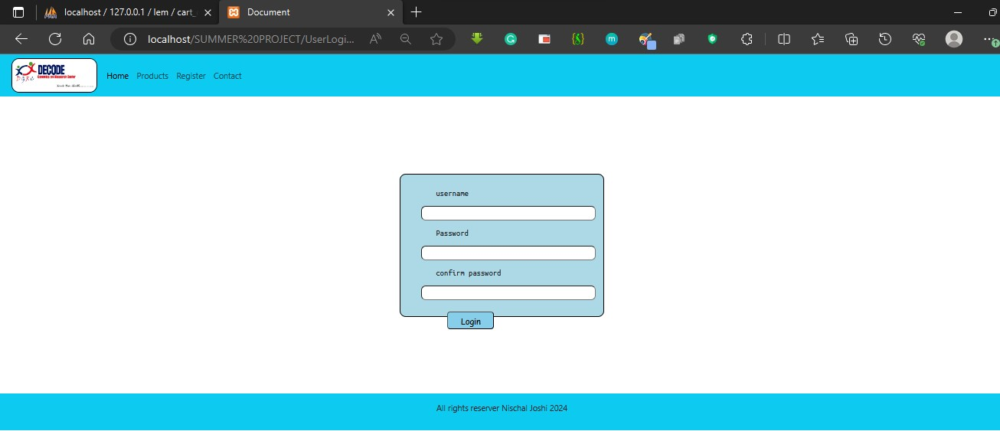 localhost / 127.0.0.1 / lem / cart_
Document
localhost/SUMMER%20PROJECT/UserLogi...
DECODE
Home Products Register Contact
username
Password
confirm password
Login
All rights reserver Nischal Joshi 2024